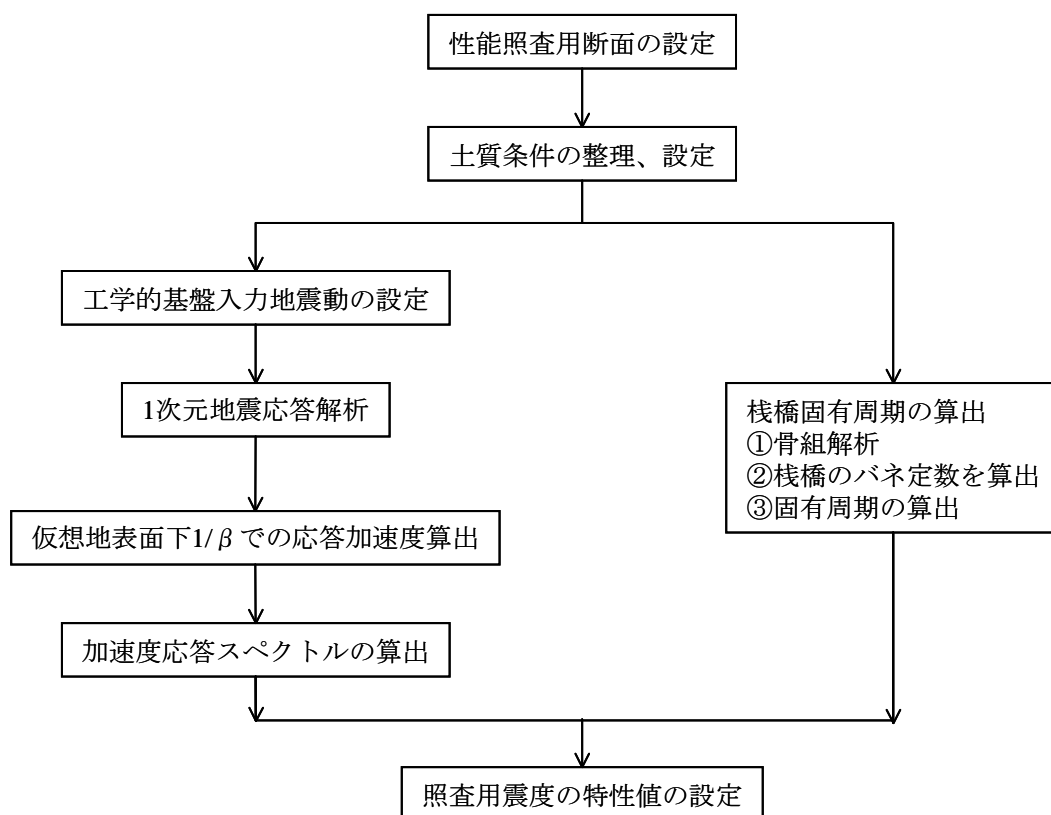 性能照査用断面の設定
土質条件の整理、設定
工学的基盤入力地震動の設定
1次元地震応答解析
仮想地表面下1/βでの応答加速度算出
加速度応答スペクトルの算出
桟橋固有周期の算出
①骨組解析
②桟橋のバネ定数を算出
③固有周期の算出
照査用震度の特性値の設定